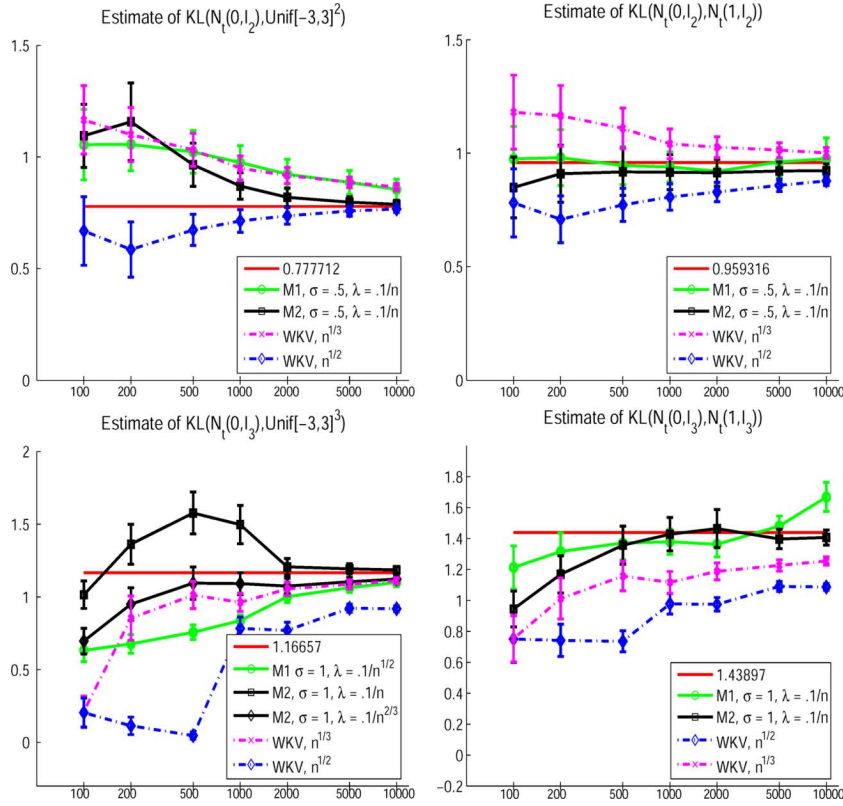 Estimate of KL(N_t(0,I_2),Unif[-3,3]^2)
1.5
1
0.5
0
0.777712
M1, σ = .5, λ = .1/n
M2, σ = .5, λ = .1/n
WKV, n^{1/3}
WKV, n^{1/2}
100 200 500 1000 2000 5000 10000
Estimate of KL(N_t(0,I_2),N_t(1,I_2))
1.5
1
0.5
0
0.959316
M1, σ = .5, λ = .1/n
M2, σ = .5, λ = .1/n
WKV, n^{1/3}
WKV, n^{1/2}
100 200 500 1000 2000 5000 10000
Estimate of KL(N_t(0,I_3),Unif[-3,3]^3)
2
1.5
1
0.5
0
1.16657
M1 σ = 1, λ = .1/n^{1/2}
M2, σ = 1, λ = .1/n
M2, σ = 1, λ = .1/n^{2/3}
WKV, n^{1/3}
WKV, n^{1/2}
100 200 500 1000 2000 5000 10000
Estimate of KL(N_t(0,I_3),N_t(1,I_3))
1.8
1.6
1.4
1.2
1
0.8
0.6
0.4
0.2
0
−0.2
1.43897
M1, σ = 1, λ = .1/n
M2, σ = 1, λ = .1/n
WKV, n^{1/2}
WKV, n^{1/3}
100 200 500 1000 2000 5000 10000